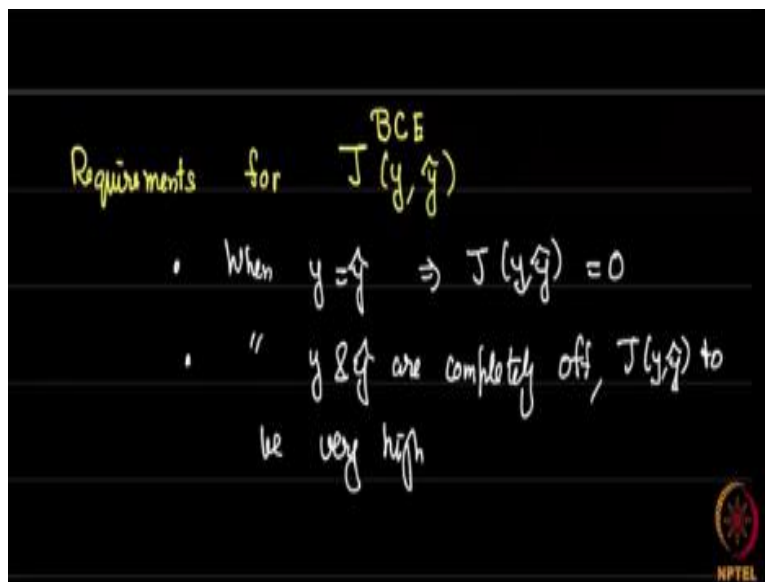 BCE
Requirements for J (y, ŷ)
• When y = ŷ ⇒ J (y, ŷ) = 0
• " y & ŷ are completely off, J (y, ŷ) to
be very high
NPTEL